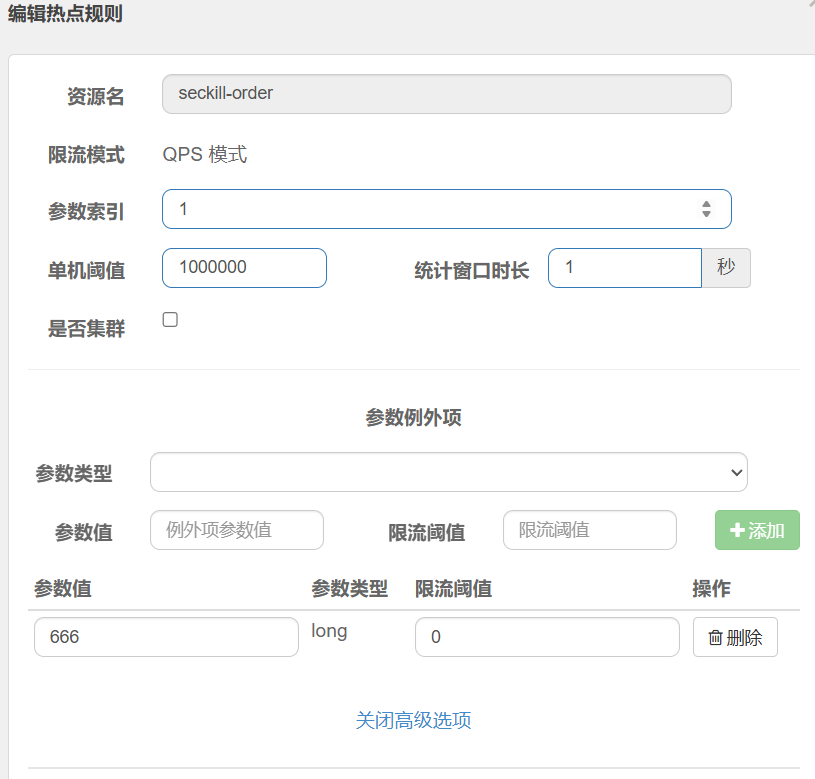 编辑热点规则
资源名 seckill-order
限流模式 QPS 模式
参数索引 1
单机阈值 1000000 统计窗口时长 1 秒
是否集群
参数例外项
参数类型
参数值 例外项参数值 限流阈值 限流阈值 添加
参数值 参数类型 限流阈值 操作
666 long 0 删除
关闭高级选项